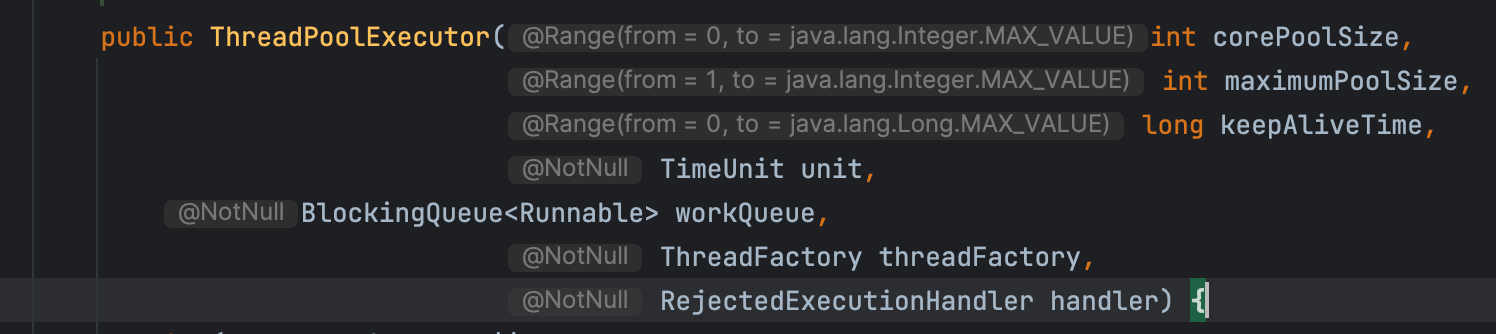 public ThreadPoolExecutor( @Range(from = 0, to = java.lang.Integer.MAX_VALUE) int corePoolSize,
@Range(from = 1, to = java.lang.Integer.MAX_VALUE) int maximumPoolSize,
@Range(from = 0, to = java.lang.Long.MAX_VALUE) long keepAliveTime,
@NotNull TimeUnit unit,
@NotNull BlockingQueue<Runnable> workQueue,
@NotNull ThreadFactory threadFactory,
@NotNull RejectedExecutionHandler handler) {